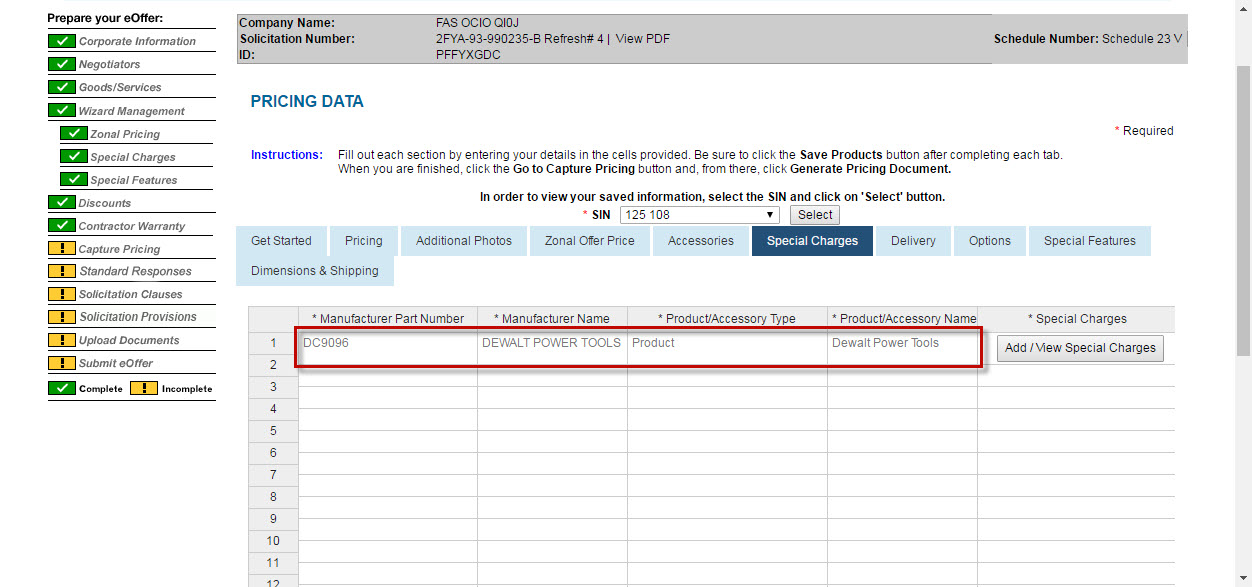 Prepare your eOffer:
Corporate Information
Negotiators
Goods/Services
Wizard Management
Zonal Pricing
Special Charges
Special Features
Discounts
Contractor Warranty
Capture Pricing
Standard Responses
Solicitation Clauses
Solicitation Provisions
Upload Documents
Submit eOffer
Complete Incomplete
Company Name: FAS OCIO QI0J
Solicitation Number: 2FYA-93-990235-B Refresh# 4 | View PDF Schedule Number: Schedule 23 V
ID: PFFYXGDC
PRICING DATA
* Required
Instructions: Fill out each section by entering your details in the cells provided. Be sure to click the Save Products button after completing each tab.
When you are finished, click the Go to Capture Pricing button and, from there, click Generate Pricing Document.
In order to view your saved information, select the SIN and click on 'Select' button.
* SIN 125 108 Select
Get Started Pricing Additional Photos Zonal Offer Price Accessories Special Charges Delivery Options Special Features
Dimensions & Shipping
* Manufacturer Part Number * Manufacturer Name * Product/Accessory Type * Product/Accessory Name * Special Charges
1 DC9096 DEWALT POWER TOOLS Product Dewalt Power Tools Add / View Special Charges
2
3
4
5
6
7
8
9
10
11
12